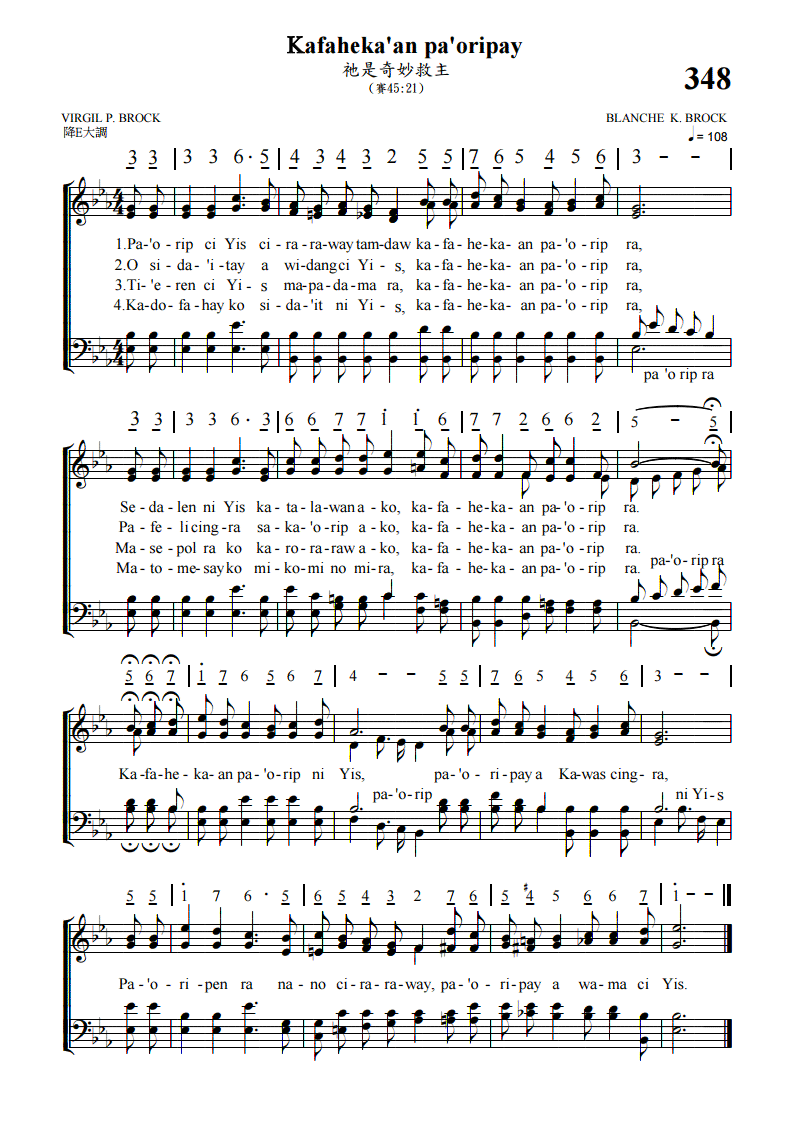 Kafaheka'an pa'oripay
祂是奇妙救主
348
(賽45:21)
VIRGIL P. BROCK
BLANCHE K. BROCK
降E大調
♩= 108
3 3 | 3 3 6· 5 | 4 3 4 3 2 5 5 | 7 6 5 4 5 6 | 3 - - |
1.Pa-'o-rip ci Yis ci-ra-ra-way tam-daw ka-fa-he-ka-an pa-'o-rip ra,
2.O si-da-'i-tay a wi-dang ci Yi-s, ka-fa-he-ka-an pa-'o-rip ra,
3.Ti-'e-ren ci Yi-s ma-pa-da-ma ra, ka-fa-he-ka-an pa-'o-rip ra,
4.Ka-do-fa-hay ko si-da-'it ni Yi-s, ka-fa-he-ka-an pa-'o-rip ra,
pa 'o rip ra
3 3 | 3 3 6· 3 | 6 6 7 7 1 1 6 | 7 7 2 6 6 2 | 5 - 5 |
Se-da-len ni Yis ka-ta-la-wan a-ko, ka-fa-he-ka-an pa-'o-rip ra.
Pa-fe-li cing-ra sa-ka-'o-rip a-ko, ka-fa-he-ka-an pa-'o-rip ra.
Ma-se-pol ra ko ka-ro-ra-raw a-ko, ka-fa-he-ka-an pa-'o-rip ra.
Ma-to-me-say ko mi-ko-mi no mi-ra, ka-fa-he-ka-an pa-'o-rip ra.
pa-'o-rip ra
5 6 7 | 1 7 6 5 6 7 | 4 - - 5 5 | 7 6 5 4 5 6 | 3 - - |
Ka-fa-he-ka-an pa-'o-rip ni Yis, pa-'o-ri-pay a Ka-was cing-ra,
pa-'o-rip
ni Yi-s
5 5 | 1 7 6 · 5 | 6 5 4 3 2 7 6 | 5 #4 5 6 6 7 | 1 - - ||
Pa-'o-ri-pen ra na-no ci-ra-ra-way, pa-'o-ri-pay a wa-ma ci Yis.